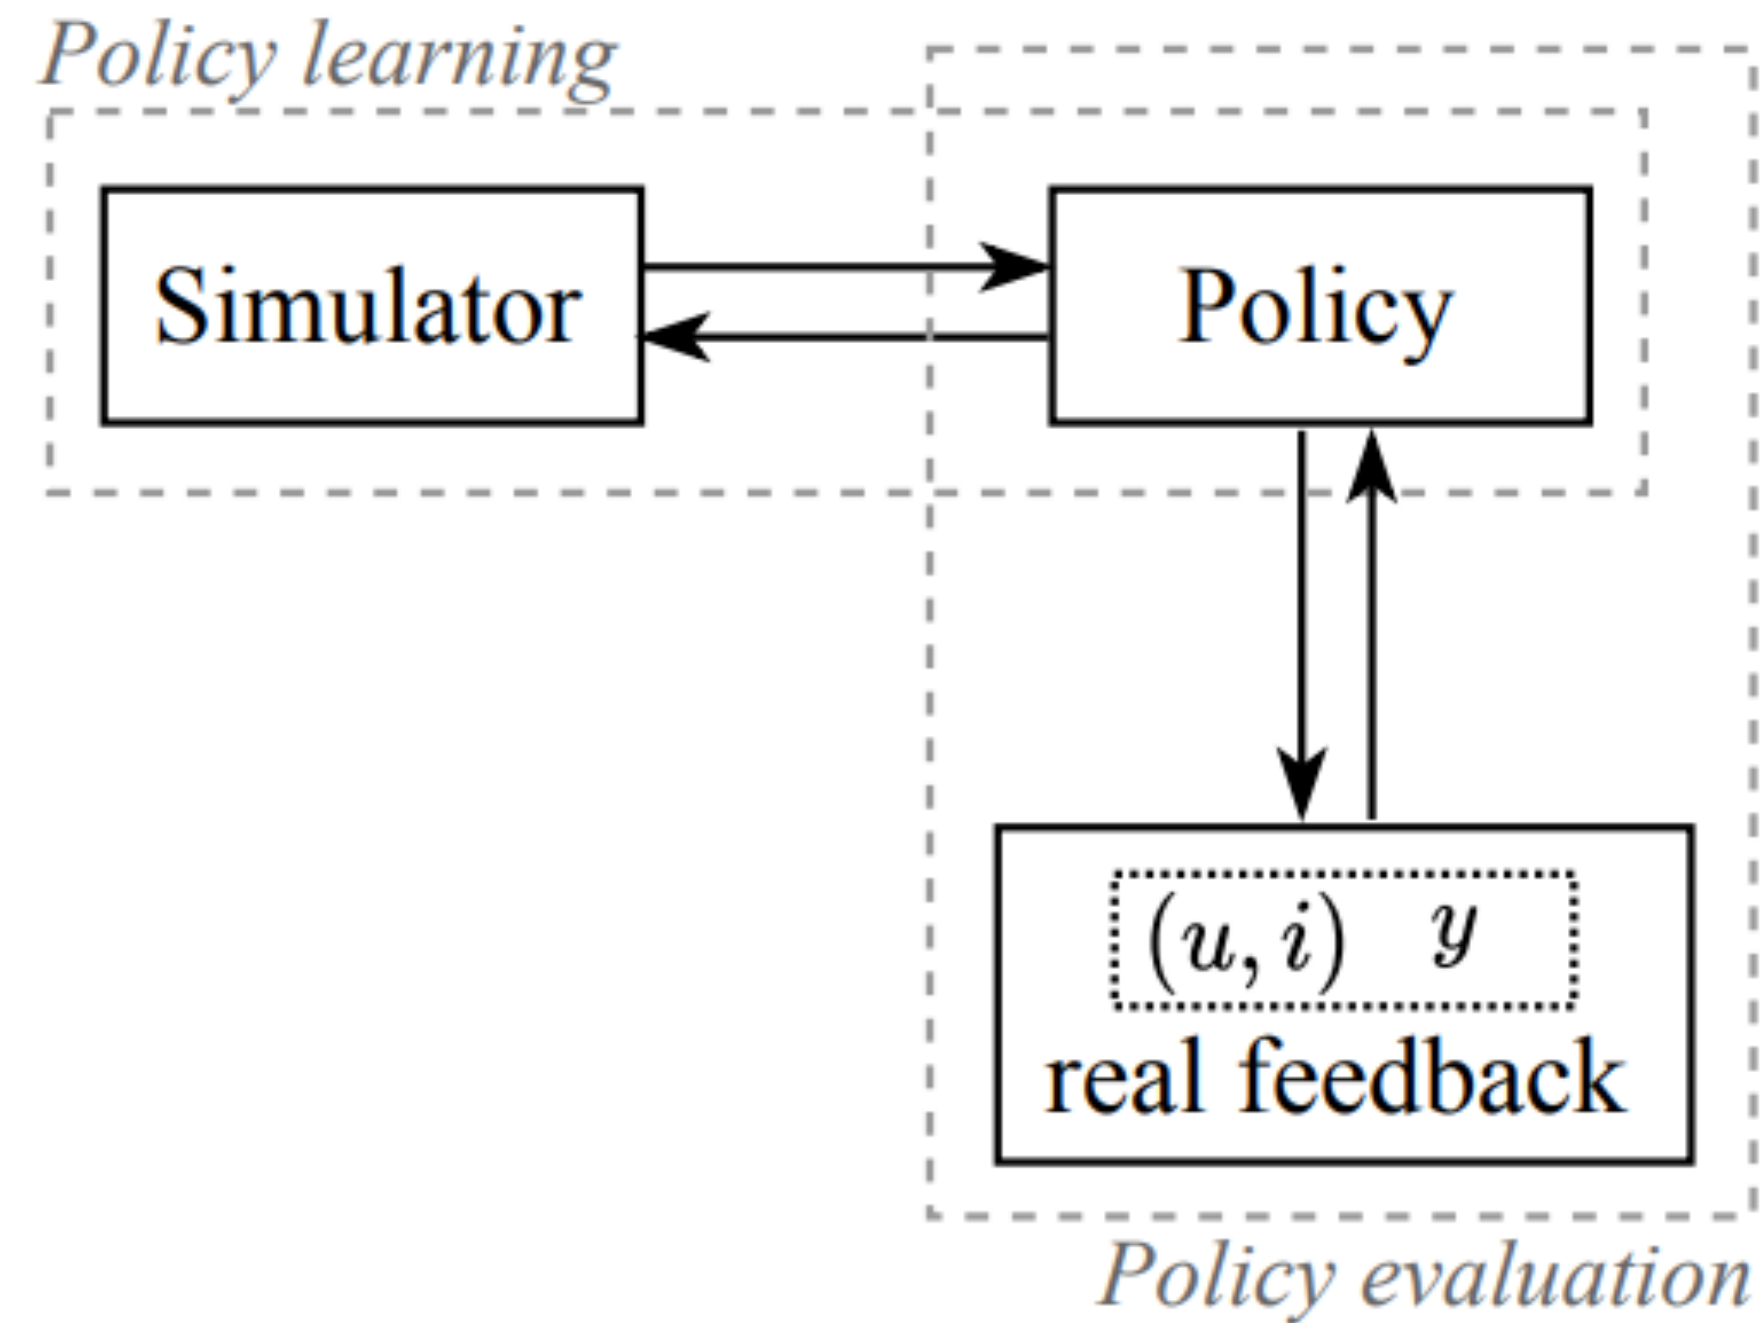 Policy learning
Simulator
Policy
(u, i) y
real feedback
Policy evaluation